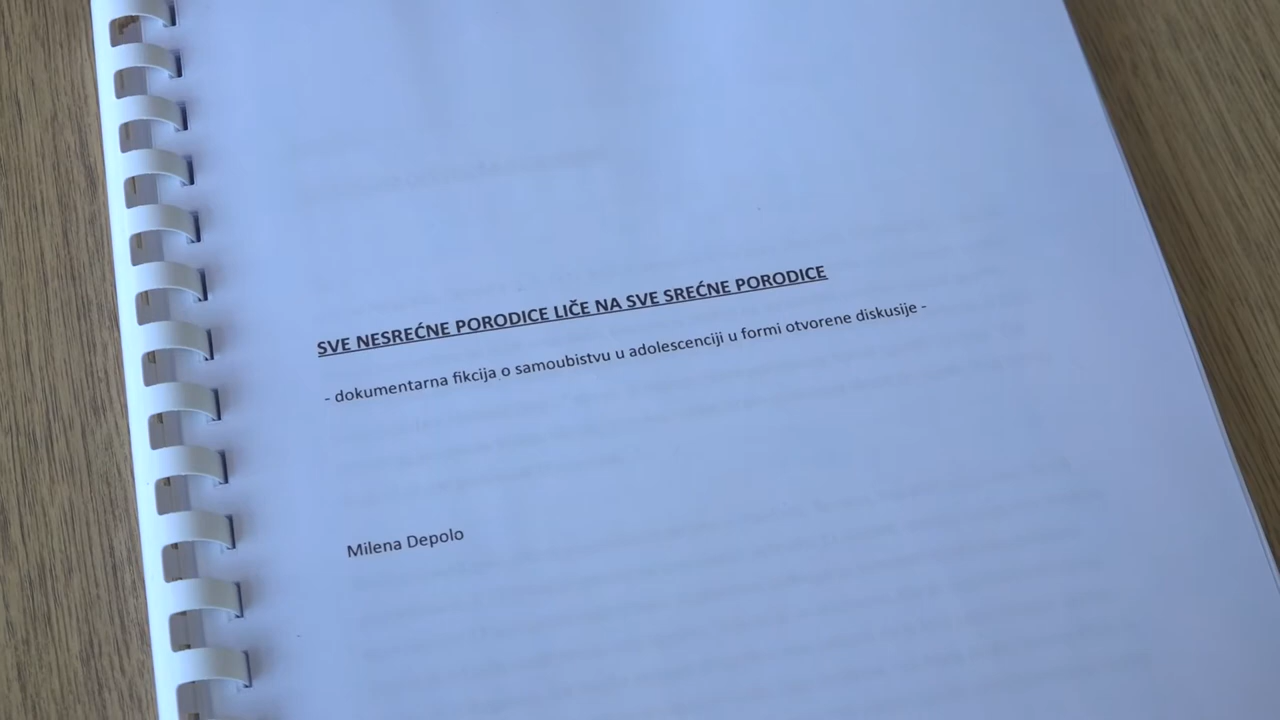 SVE NESREĆNE PORODICE LIČE NA SVE SREĆNE PORODICE
- dokumentarna fikcija o samoubistvu u adolescenciji u formi otvorene diskusije -
Milena Depolo